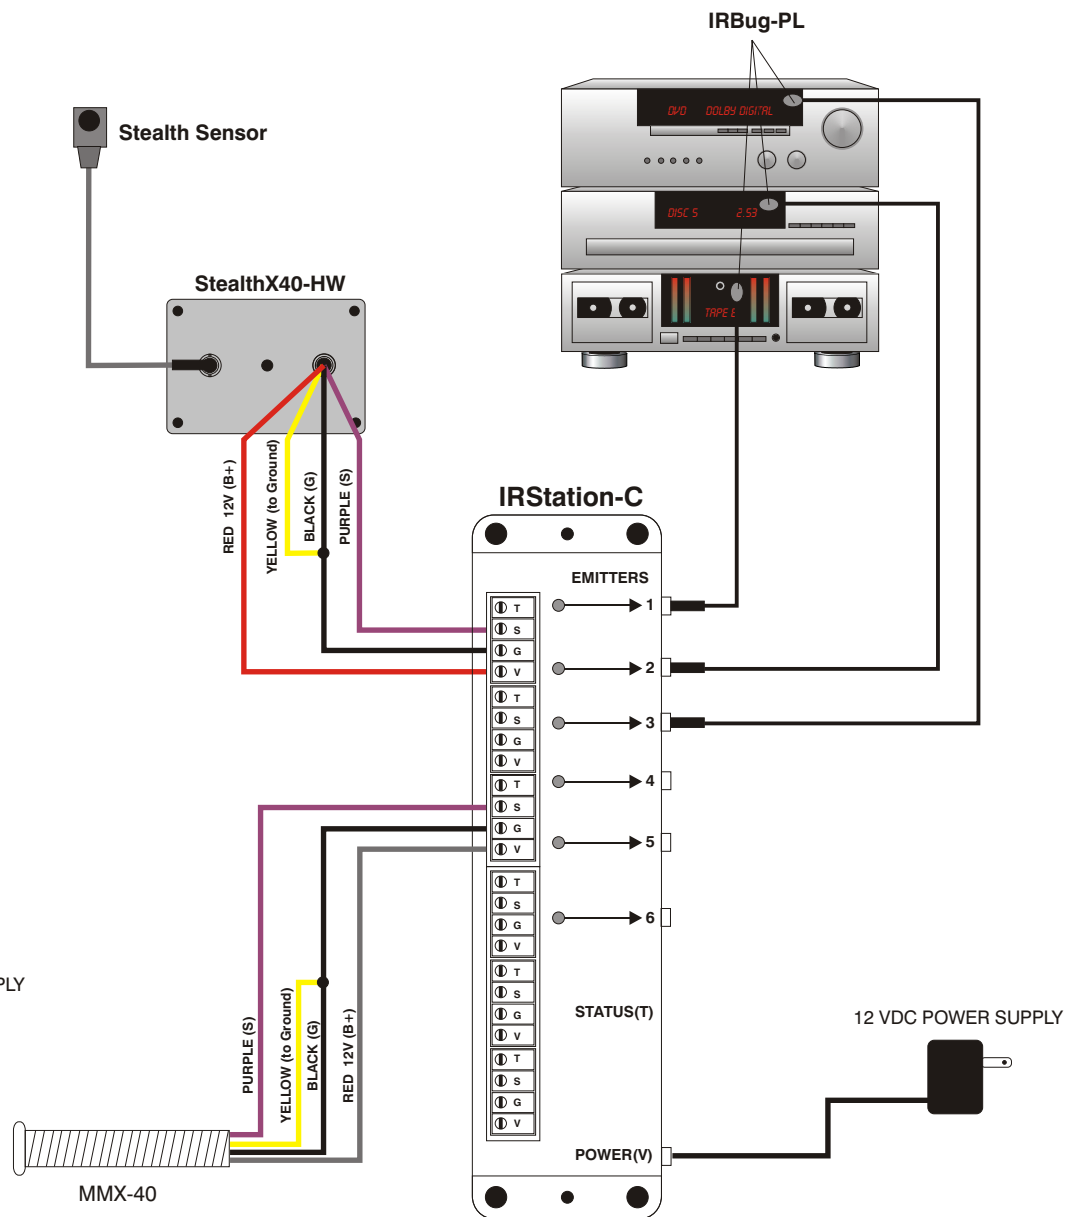 IRBug-PL
DVD DOLBY DIGITAL
Stealth Sensor
DISC 5 2.53
StealthX40-HW
TAPE E
RED 12V (B+)
YELLOW (to Ground)
BLACK (G)
PURPLE (S)
IRStation-C
EMITTERS
T
S
G
V
T
S
G
V
T
S
G
V
T
S
G
V
T
S
G
V
T
S
G
V
1
2
3
4
5
6
STATUS(T)
POWER(V)
PLY
PURPLE (S)
YELLOW (to Ground)
BLACK (G)
RED 12V (B+)
12 VDC POWER SUPPLY
MMX-40